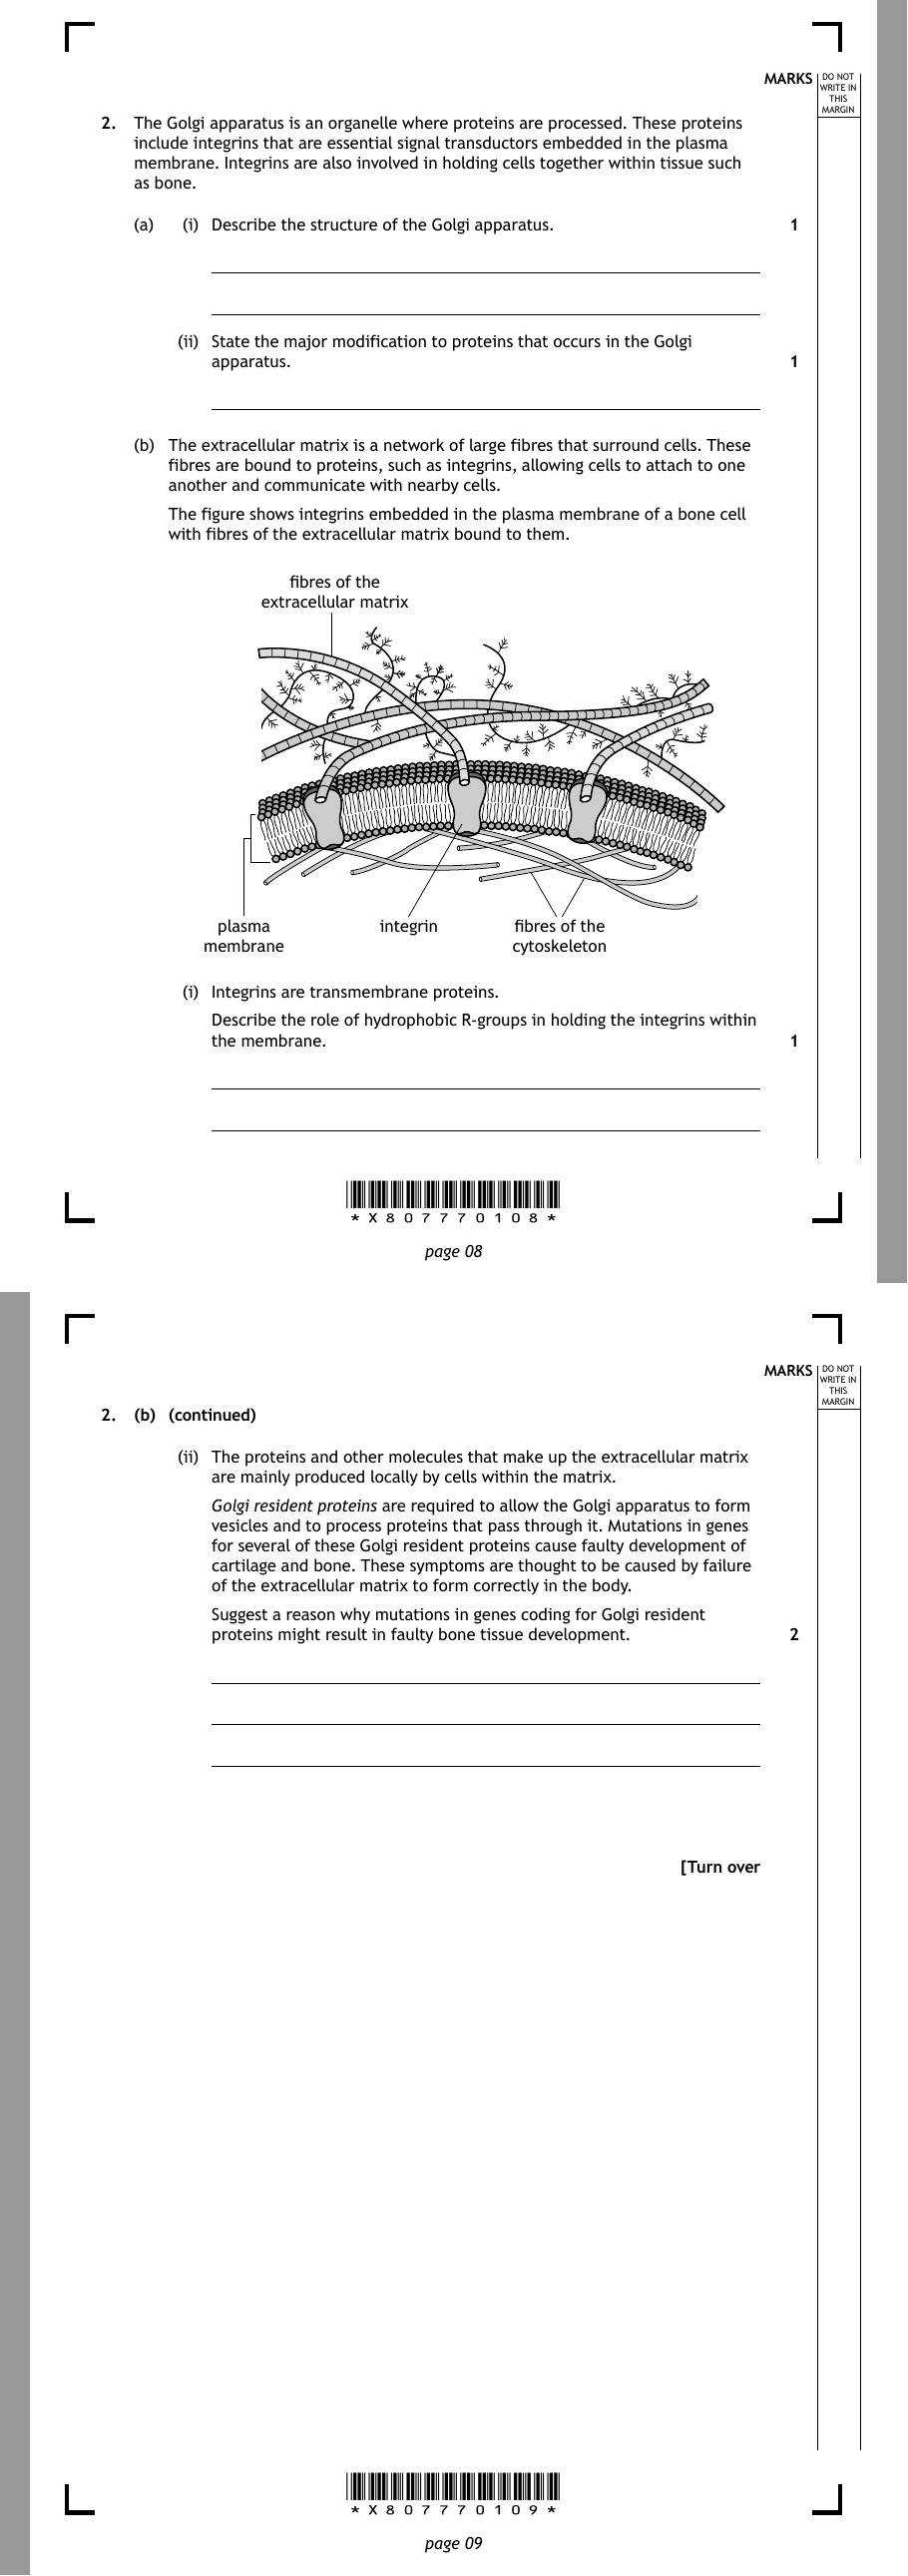 MARKS
DO NOT
WRITE IN
THIS
MARGIN
2. The Golgi apparatus is an organelle where proteins are processed. These proteins
include integrins that are essential signal transductors embedded in the plasma
membrane. Integrins are also involved in holding cells together within tissue such
as bone.
(a) (i) Describe the structure of the Golgi apparatus. 1
(ii) State the major modification to proteins that occurs in the Golgi
apparatus. 1
(b) The extracellular matrix is a network of large fibres that surround cells. These
fibres are bound to proteins, such as integrins, allowing cells to attach to one
another and communicate with nearby cells.
The figure shows integrins embedded in the plasma membrane of a bone cell
with fibres of the extracellular matrix bound to them.
fibres of the
extracellular matrix
plasma
membrane
integrin
fibres of the
cytoskeleton
(i) Integrins are transmembrane proteins.
Describe the role of hydrophobic R-groups in holding the integrins within
the membrane. 1
* X 8 0 7 7 7 0 1 0 8 *
page 08
MARKS
DO NOT
WRITE IN
THIS
MARGIN
2. (b) (continued)
(ii) The proteins and other molecules that make up the extracellular matrix
are mainly produced locally by cells within the matrix.
Golgi resident proteins are required to allow the Golgi apparatus to form
vesicles and to process proteins that pass through it. Mutations in genes
for several of these Golgi resident proteins cause faulty development of
cartilage and bone. These symptoms are thought to be caused by failure
of the extracellular matrix to form correctly in the body.
Suggest a reason why mutations in genes coding for Golgi resident
proteins might result in faulty bone tissue development. 2
[Turn over
* X 8 0 7 7 7 0 1 0 9 *
page 09